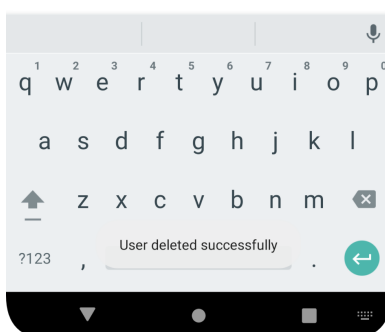 1 2 3 4 5 6 7 8 9 0
q w e r t y u i o p
a s d f g h j k l
z x c v b n m
?123 , User deleted successfully .